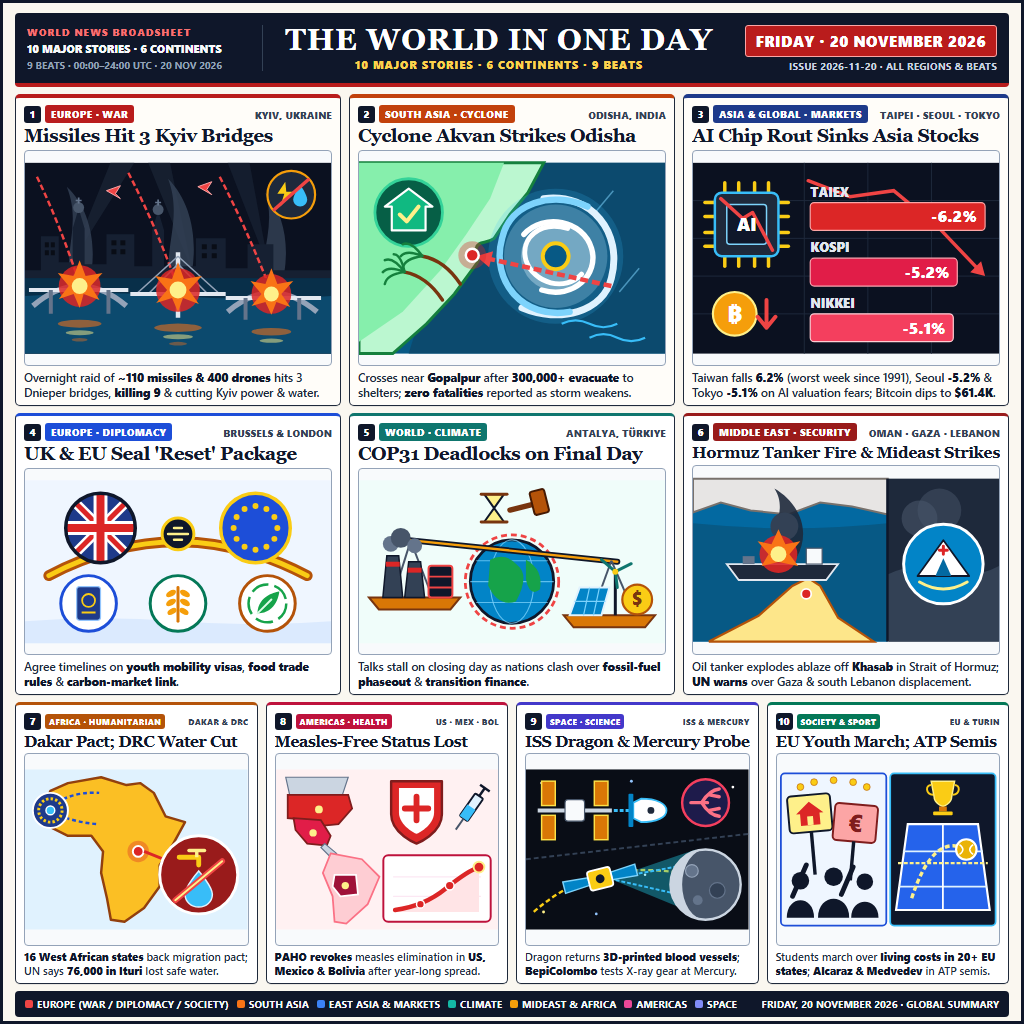 WORLD NEWS BROADSHEET
10 MAJOR STORIES · 6 CONTINENTS
9 BEATS · 00:00–24:00 UTC · 20 NOV 2026
THE WORLD IN ONE DAY
10 MAJOR STORIES · 6 CONTINENTS · 9 BEATS
FRIDAY · 20 NOVEMBER 2026
ISSUE 2026-11-20 · ALL REGIONS & BEATS
1 EUROPE · WAR KYIV, UKRAINE
Missiles Hit 3 Kyiv Bridges
Overnight raid of ~110 missiles & 400 drones hits 3
Dnieper bridges, killing 9 & cutting Kyiv power & water.
2 SOUTH ASIA · CYCLONE ODISHA, INDIA
Cyclone Akvan Strikes Odisha
Crosses near Gopalpur after 300,000+ evacuate to
shelters; zero fatalities reported as storm weakens.
3 ASIA & GLOBAL · MARKETS TAIPEI · SEOUL · TOKYO
AI Chip Rout Sinks Asia Stocks
AI
TAIEX
-6.2%
KOSPI
-5.2%
NIKKEI
-5.1%
฿
Taiwan falls 6.2% (worst week since 1991), Seoul -5.2% &
Tokyo -5.1% on AI valuation fears; Bitcoin dips to $61.4K.
4 EUROPE · DIPLOMACY BRUSSELS & LONDON
UK & EU Seal 'Reset' Package
Agree timelines on youth mobility visas, food trade
rules & carbon-market link.
5 WORLD · CLIMATE ANTALYA, TÜRKIYE
COP31 Deadlocks on Final Day
$
Talks stall on closing day as nations clash over fossil-fuel
phaseout & transition finance.
6 MIDDLE EAST · SECURITY OMAN · GAZA · LEBANON
Hormuz Tanker Fire & Mideast Strikes
Oil tanker explodes ablaze off Khasab in Strait of Hormuz;
UN warns over Gaza & south Lebanon displacement.
7 AFRICA · HUMANITARIAN DAKAR & DRC
Dakar Pact; DRC Water Cut
16 West African states back migration pact;
UN says 76,000 in Ituri lost safe water.
8 AMERICAS · HEALTH US · MEX · BOL
Measles-Free Status Lost
PAHO revokes measles elimination in US,
Mexico & Bolivia after year-long spread.
9 SPACE · SCIENCE ISS & MERCURY
ISS Dragon & Mercury Probe
Dragon returns 3D-printed blood vessels;
BepiColombo tests X-ray gear at Mercury.
10 SOCIETY & SPORT EU & TURIN
EU Youth March; ATP Semis
€
Students march over living costs in 20+ EU
states; Alcaraz & Medvedev in ATP semis.
EUROPE (WAR / DIPLOMACY / SOCIETY) SOUTH ASIA EAST ASIA & MARKETS CLIMATE MIDEAST & AFRICA AMERICAS SPACE FRIDAY, 20 NOVEMBER 2026 · GLOBAL SUMMARY